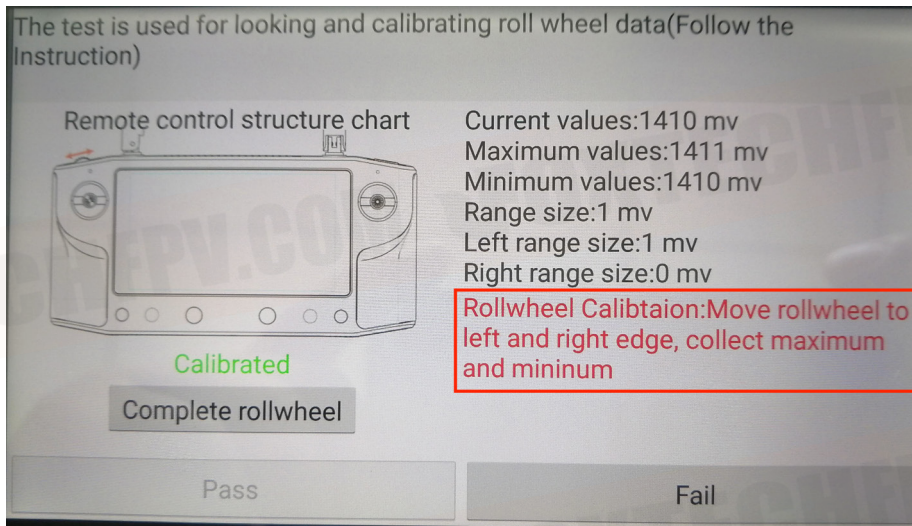 The test is used for looking and calibrating roll wheel data(Follow the
Instruction)
Remote control structure chart
Current values:1410 mv
Maximum values:1411 mv
Minimum values:1410 mv
Range size:1 mv
Left range size:1 mv
Right range size:0 mv
Rollwheel Calibtaion:Move rollwheel to
left and right edge, collect maximum
and mininum
Calibrated
Complete rollwheel
Pass
Fail